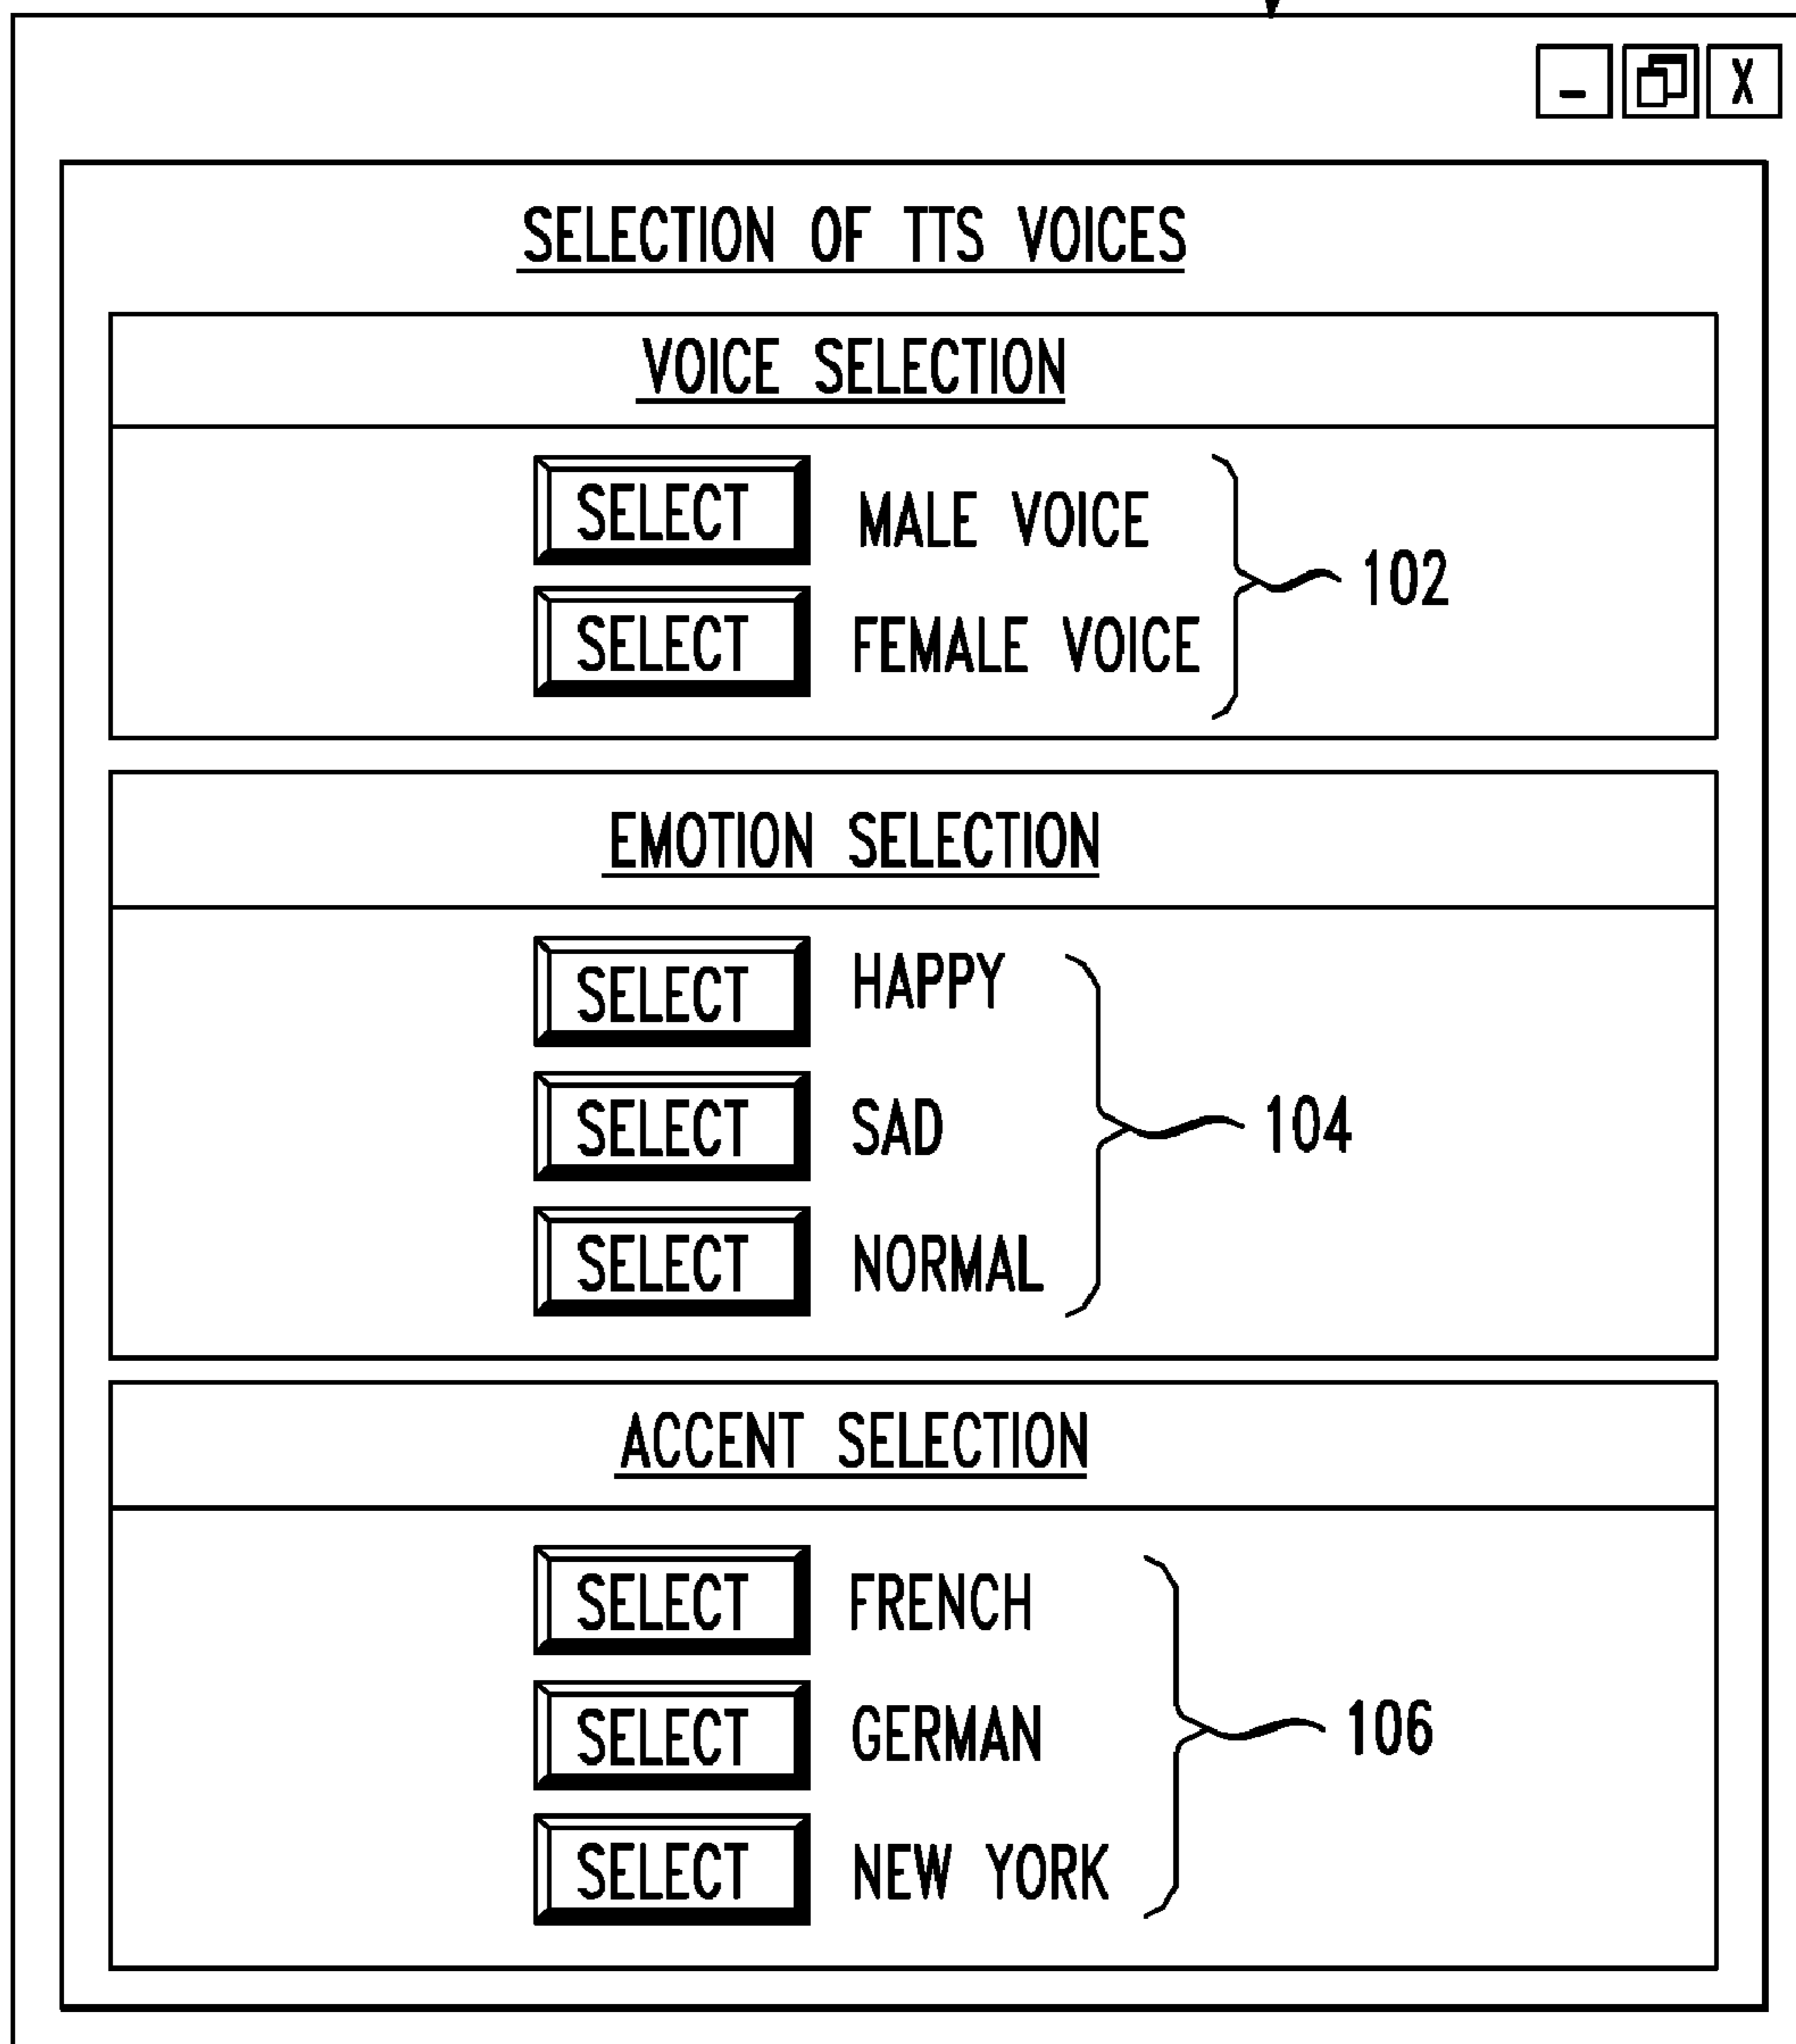 X
SELECTION OF TTS VOICES
VOICE SELECTION
SELECT MALE VOICE
SELECT FEMALE VOICE
102
EMOTION SELECTION
SELECT HAPPY
SELECT SAD
SELECT NORMAL
104
ACCENT SELECTION
SELECT FRENCH
SELECT GERMAN
SELECT NEW YORK
106